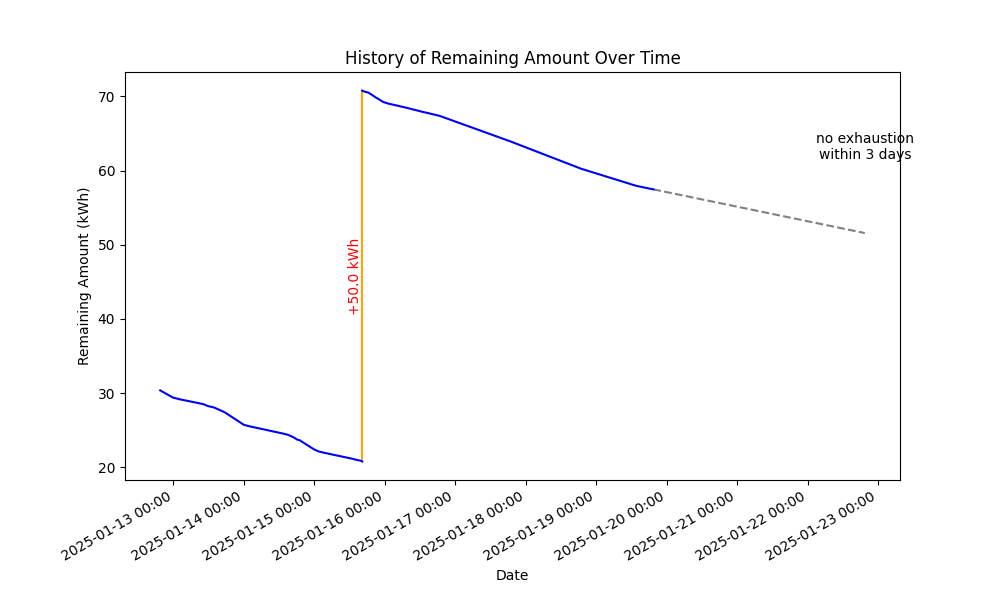 History of Remaining Amount Over Time
70
60
50
40
30
20
Remaining Amount (kWh)
no exhaustion
within 3 days
+50.0 kWh
2025-01-13 00:00
2025-01-14 00:00
2025-01-15 00:00
2025-01-16 00:00
2025-01-17 00:00
2025-01-18 00:00
2025-01-19 00:00
2025-01-20 00:00
2025-01-21 00:00
2025-01-22 00:00
2025-01-23 00:00
Date